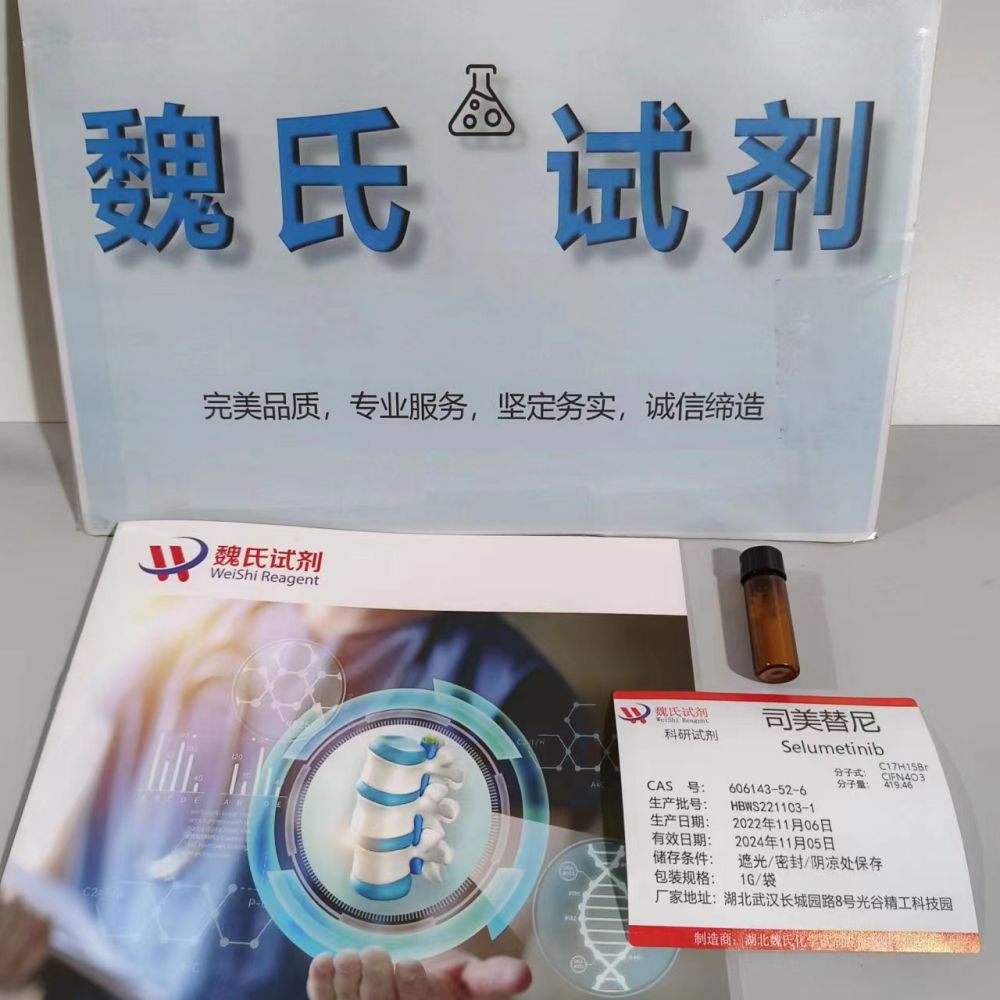 魏氏试剂
完美品质，专业服务，坚定务实，诚信缔造
魏氏试剂
WeiShi Reagent
魏氏试剂
WeiShi Reagent
科研试剂
司美替尼
Selumetinib
分子式: C17H15Br
ClFN4O3
分子量: 419.46
CAS 号: 606143-52-6
生产批号: HBWS221103-1
生产日期: 2022年11月06日
有效日期: 2024年11月05日
储存条件: 遮光/密封/阴凉处保存
包装规格: 1G/袋
厂家地址: 湖北武汉长城园路8号光谷精工科技园
制造商: 湖北魏氏化学试剂